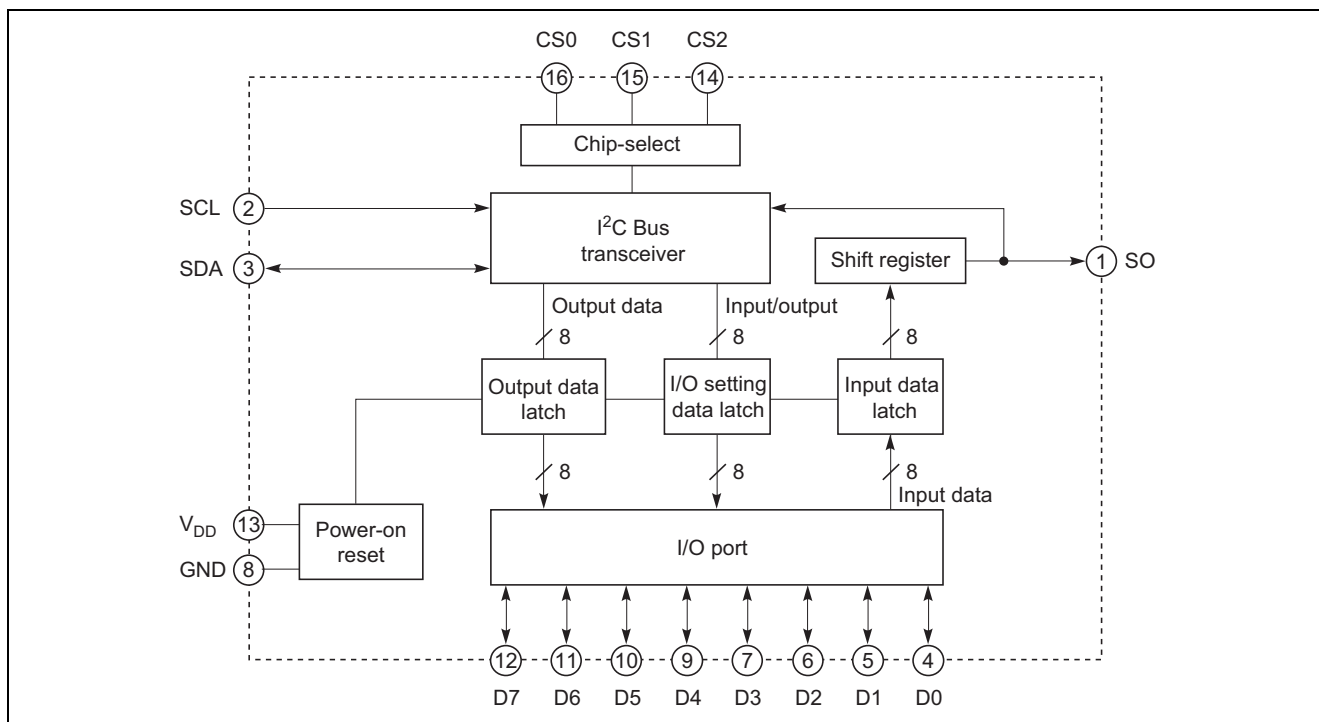 CS0 CS1 CS2
16 15 14
Chip-select
SCL 2
I²C Bus
transceiver
Shift register
SDA 3
1 SO
Output data Input/output
8 8 8
Output data
latch
I/O setting
data latch
Input data
latch
8 8 8
Input data
VDD 13
Power-on
reset
GND 8
I/O port
12 11 10 9 7 6 5 4
D7 D6 D5 D4 D3 D2 D1 D0